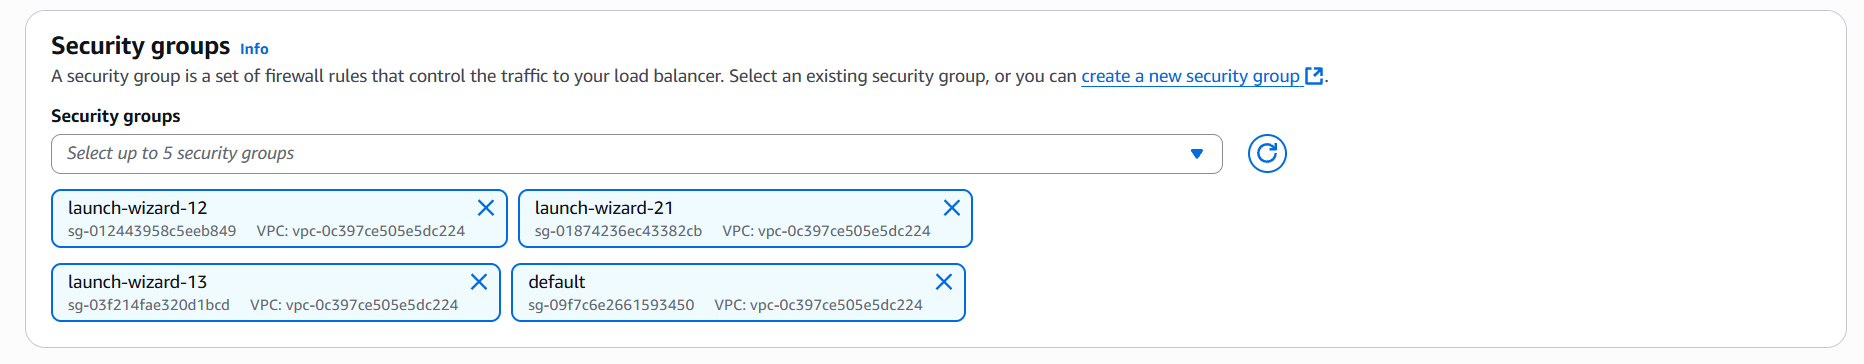 Security groups Info
A security group is a set of firewall rules that control the traffic to your load balancer. Select an existing security group, or you can create a new security group.
Security groups
Select up to 5 security groups
launch-wizard-12
sg-012443958c5eeb849 VPC: vpc-0c397ce505e5dc224
launch-wizard-21
sg-01874236ec43382cb VPC: vpc-0c397ce505e5dc224
launch-wizard-13
sg-03f214fae320d1bcd VPC: vpc-0c397ce505e5dc224
default
sg-09f7c6e2661593450 VPC: vpc-0c397ce505e5dc224